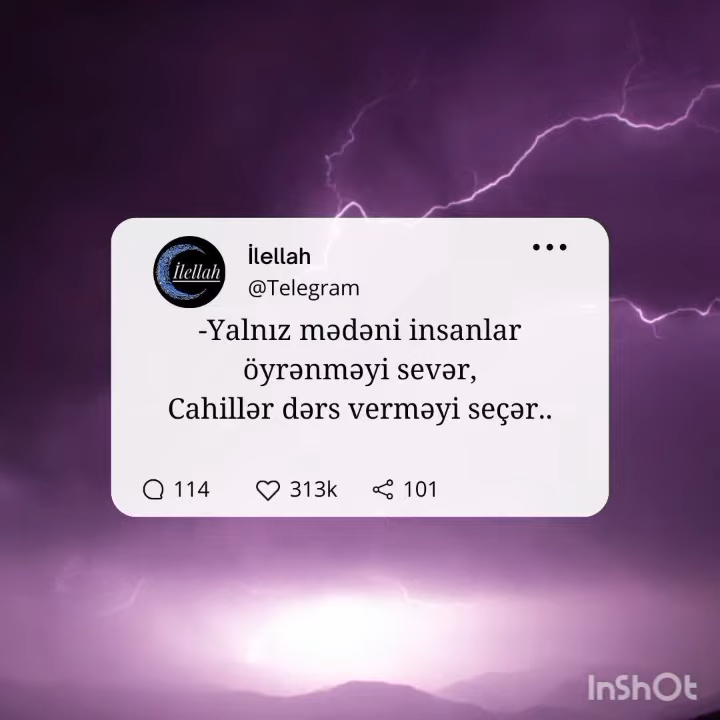 İlellah
İlellah
@Telegram
-Yalnız mədəni insanlar
öyrənməyi sevər,
Cahillər dərs verməyi seçər..
114 313k 101
InShOt